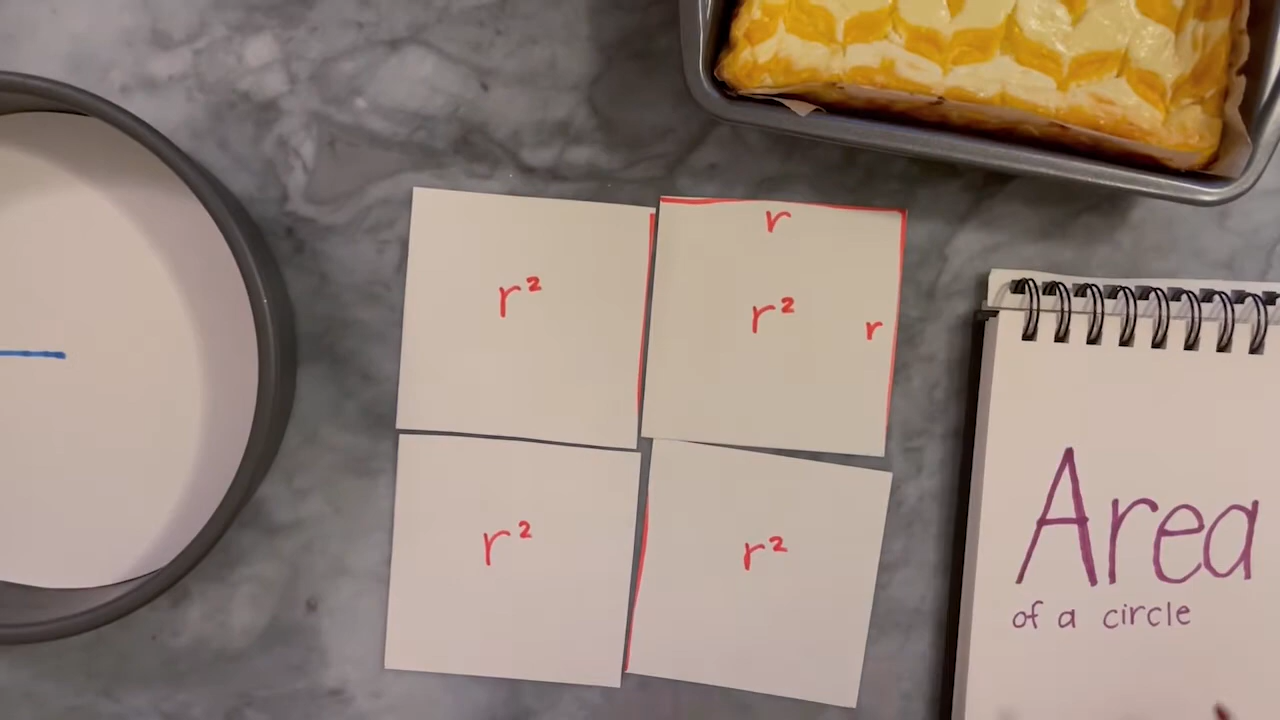 r²
r
r²
r
r²
r²
Area
of a circle